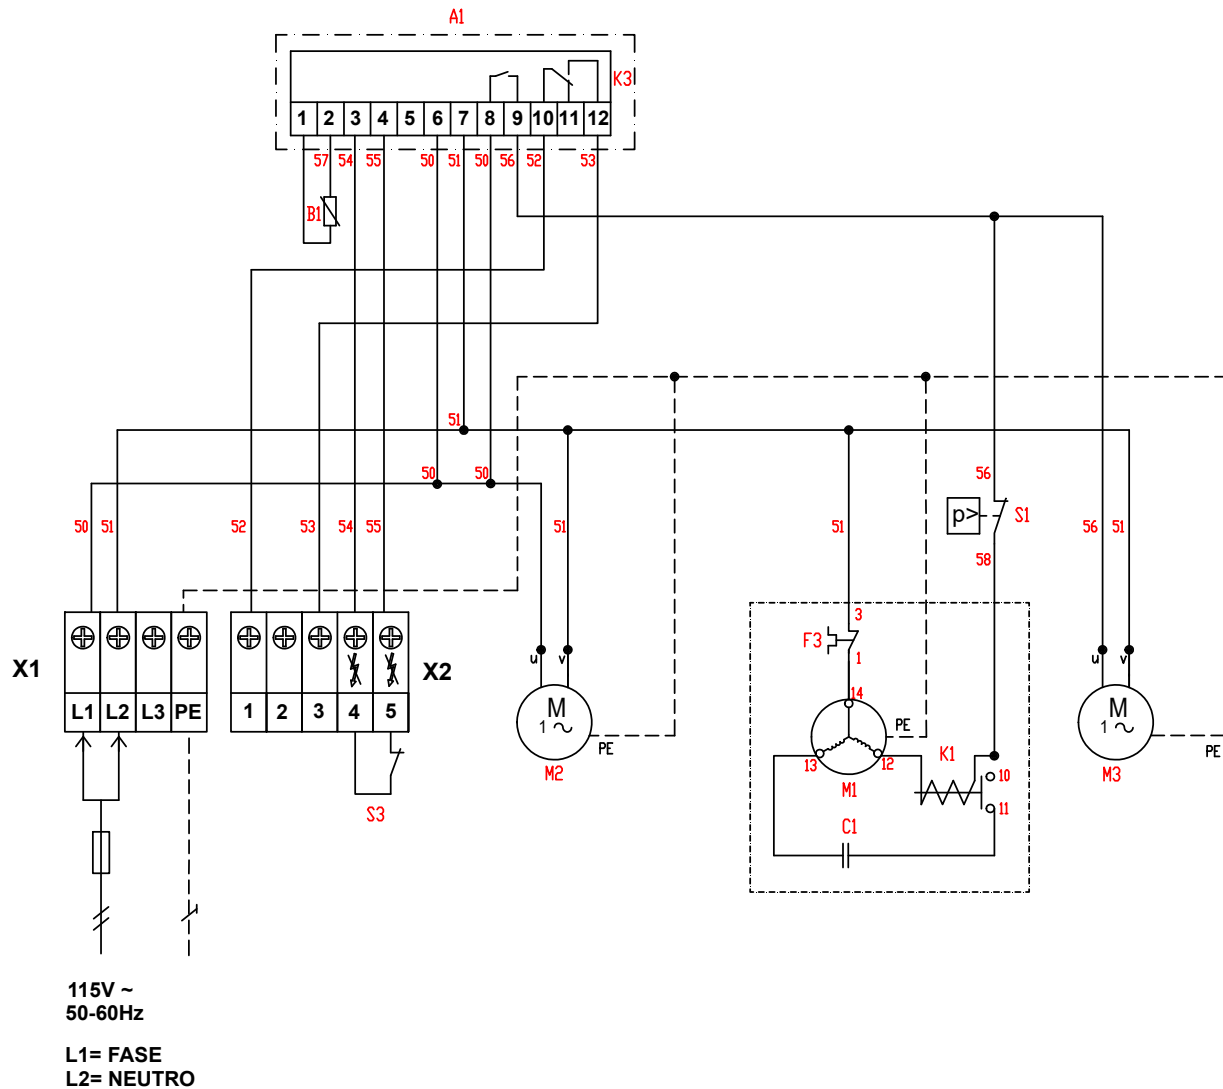 A1
K3
1 2 3 4 5 6 7 8 9 10 11 12
57 54 55 50 51 50 56 52 53
B1
51
50 50
56
50 51 52 53 54 55 51 51 p> S1 56 51
58
3
F3
1
X1 X2
u v u v
14
L1 L2 L3 PE 1 2 3 4 5
M 1 PE M 1
PE PE
K1
13 12
M2 M1 10 M3
11
S3 C1
115V ~
50-60Hz
L1= FASE
L2= NEUTRO